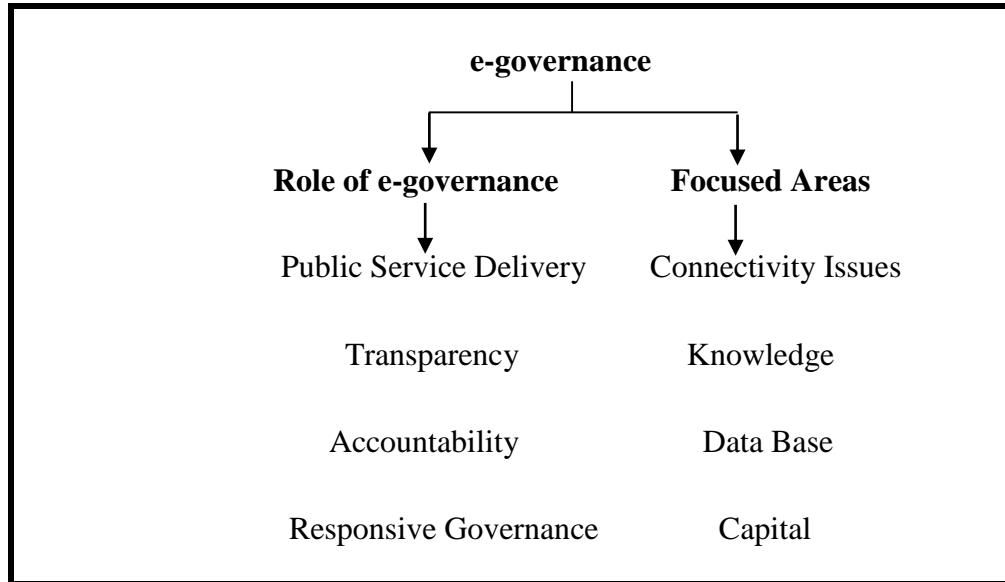 e-governance
Role of e-governance
Focused Areas
Public Service Delivery
Connectivity Issues
Transparency
Knowledge
Accountability
Data Base
Responsive Governance
Capital